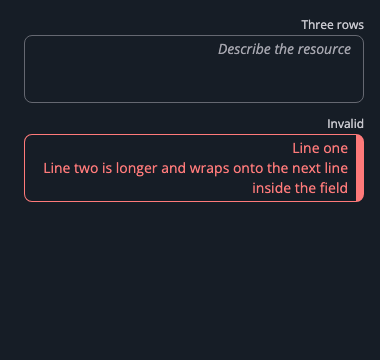 Three rows
Describe the resource
Invalid
Line one
Line two is longer and wraps onto the next line
inside the field